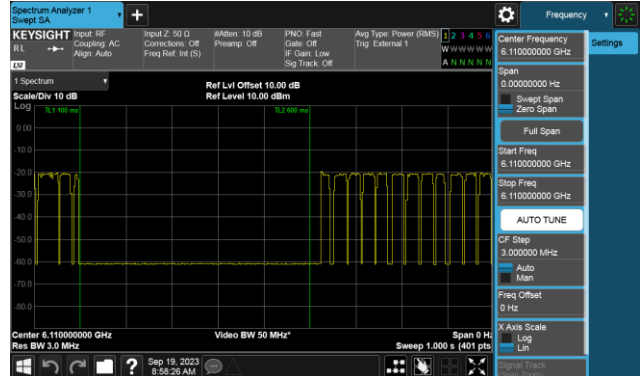 Spectrum Analyzer 1
Swept SA
Frequency
KEYSIGHT
RL
LXI
Input: RF
Coupling: AC
Align: Auto
Input Z: 50 Ω
Corrections: Off
Freq Ref: Int (S)
#Atten: 10 dB
Preamp: Off
PNO: Fast
Gate: Off
IF Gain: Low
Sig Track: Off
Avg Type: Power (RMS)
Trig: External 1
1 2 3 4 5 6
W W W W W W
A N N N N N
1 Spectrum
Scale/Div 10 dB
Ref Lvl Offset 10.00 dB
Ref Level 10.00 dBm
Log
TL1 100 ms
TL2 600 ms
0.00
-10.0
-20.0
-30.0
-40.0
-50.0
-60.0
-70.0
-80.0
Center 6.110000000 GHz
Res BW 3.0 MHz
Video BW 50 MHz*
Span 0 Hz
Sweep 1.000 s (401 pts
Sep 19, 2023
8:58:26 AM
Center Frequency
6.110000000 GHz
Settings
Span
0.00000000 Hz
Swept Span
Zero Span
Full Span
Start Freq
6.110000000 GHz
Stop Freq
6.110000000 GHz
AUTO TUNE
CF Step
3.000000 MHz
Auto
Man
Freq Offset
0 Hz
X Axis Scale
Log
Lin
Signal Track
(Span Zoom)